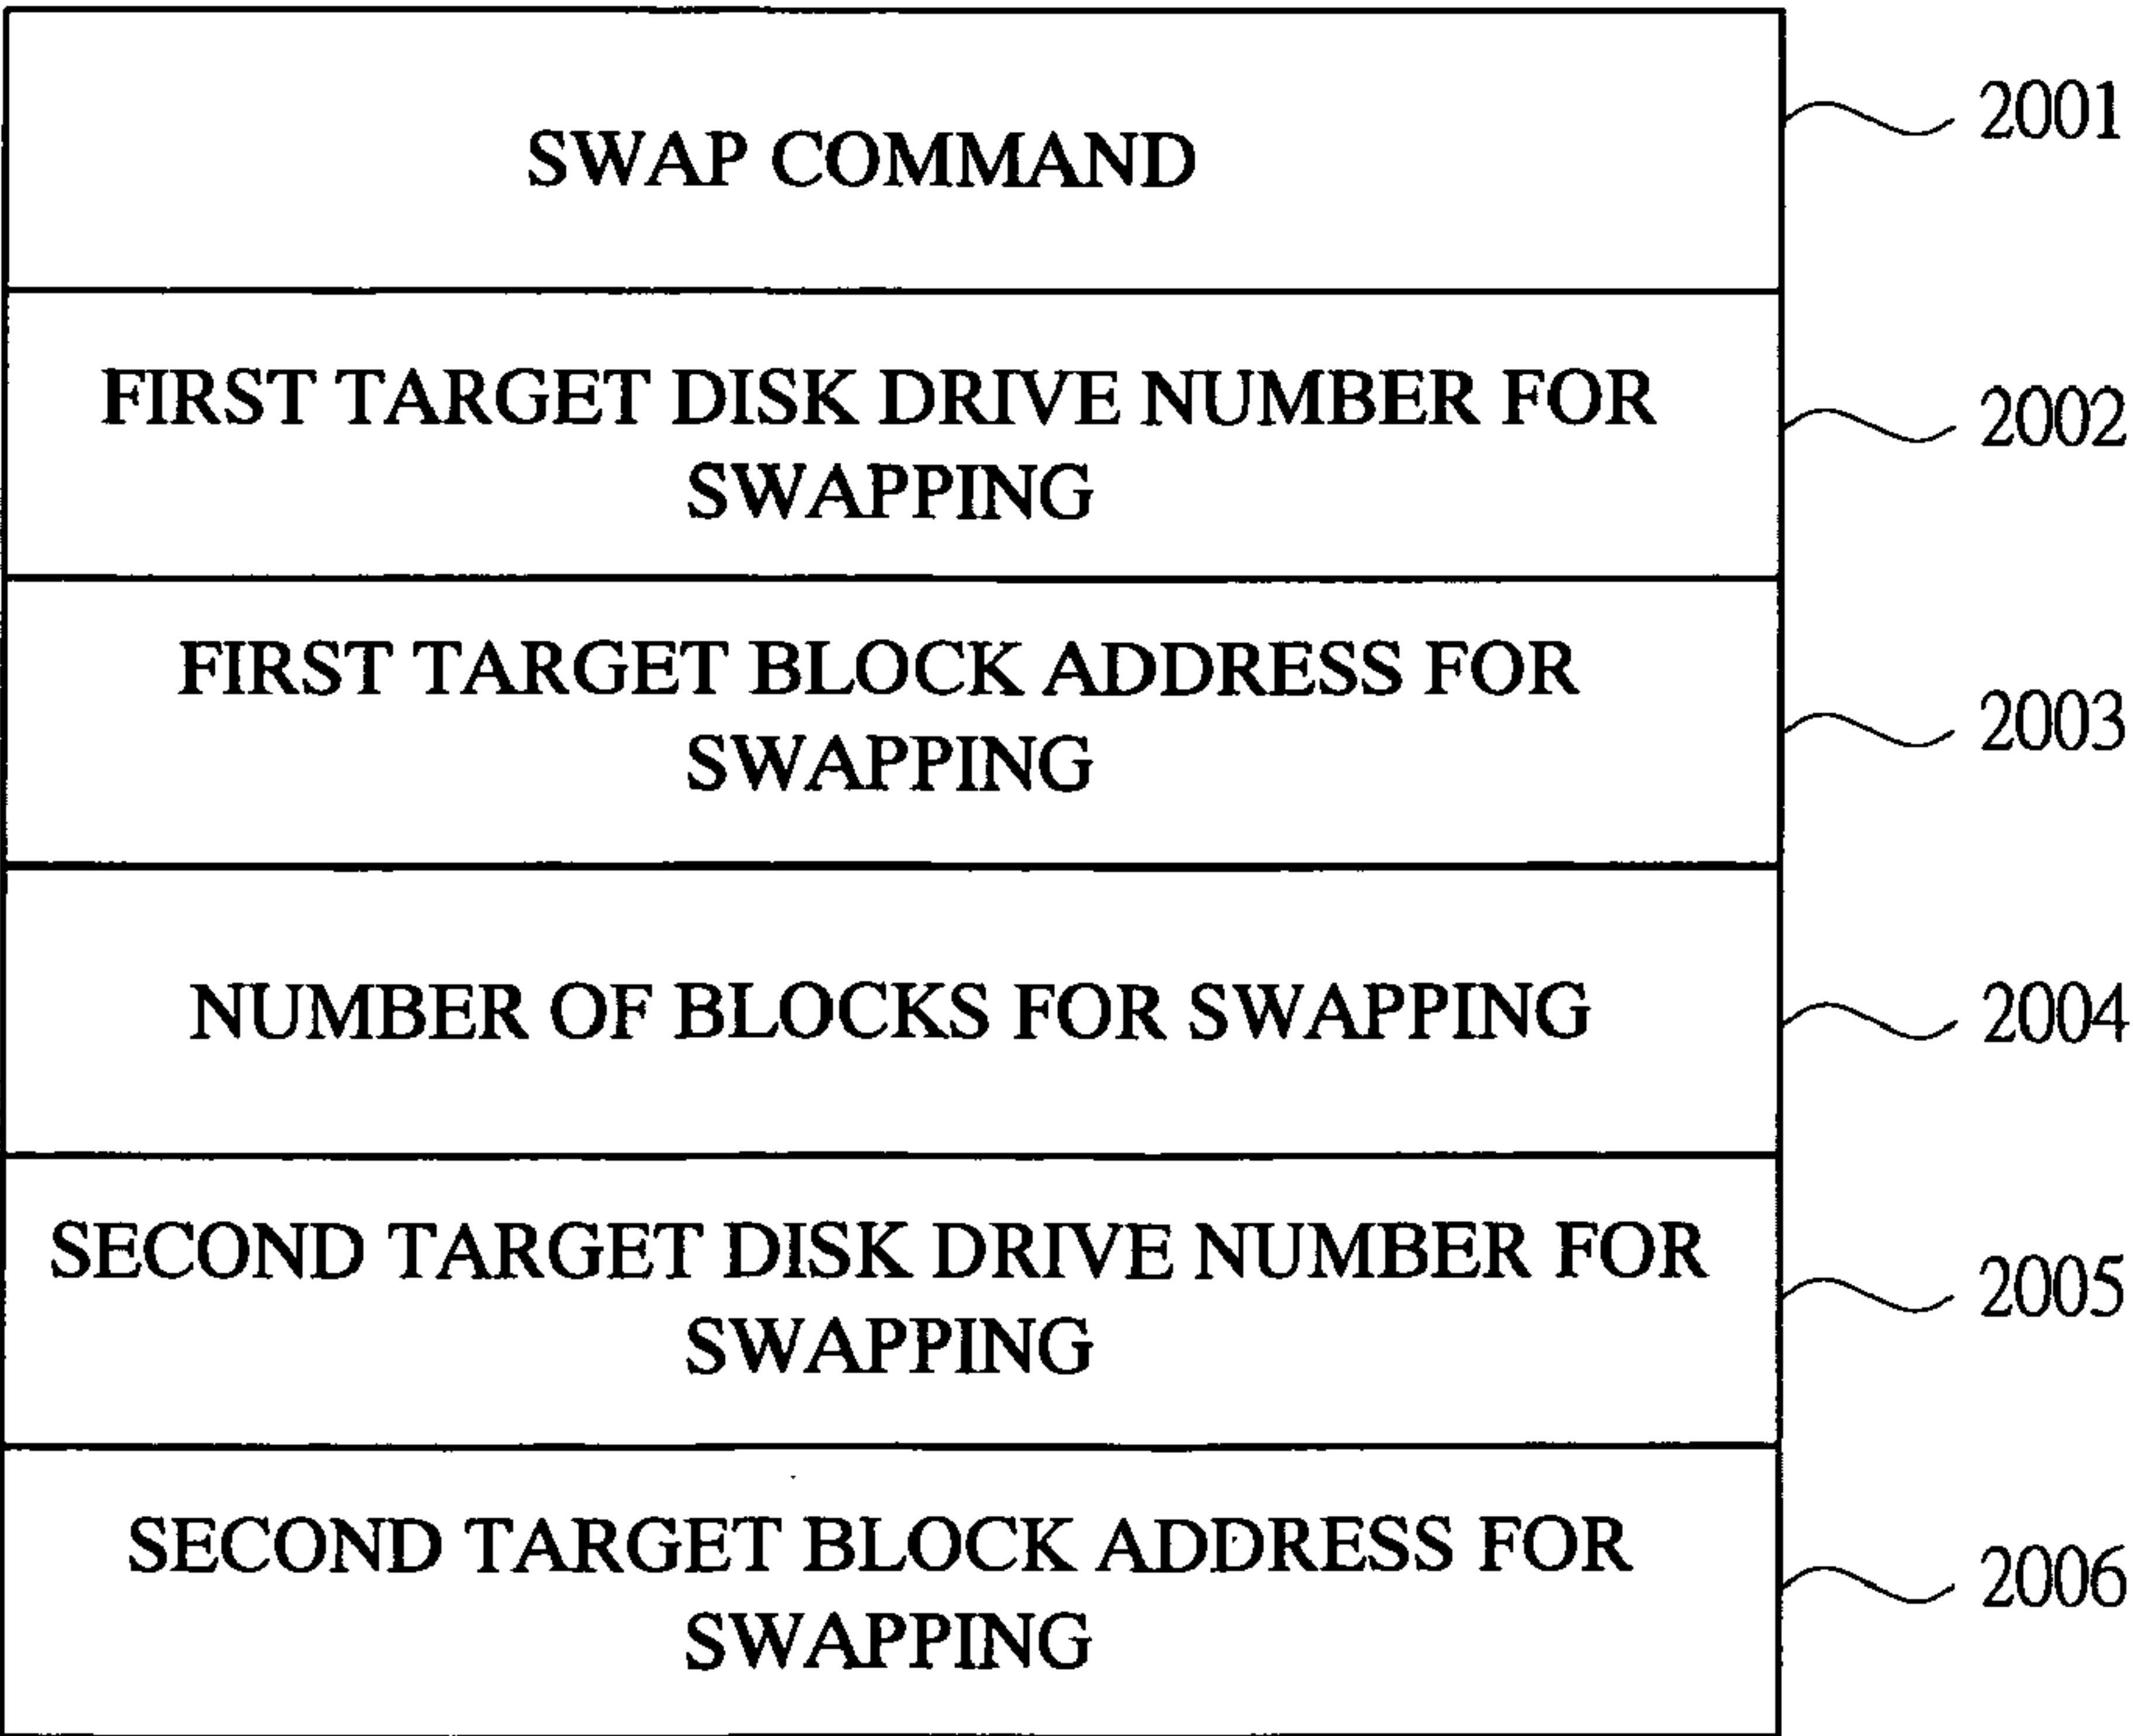 SWAP COMMAND
2001
FIRST TARGET DISK DRIVE NUMBER FOR
SWAPPING
2002
FIRST TARGET BLOCK ADDRESS FOR
SWAPPING
2003
NUMBER OF BLOCKS FOR SWAPPING
2004
SECOND TARGET DISK DRIVE NUMBER FOR
SWAPPING
2005
SECOND TARGET BLOCK ADDRESS FOR
SWAPPING
2006